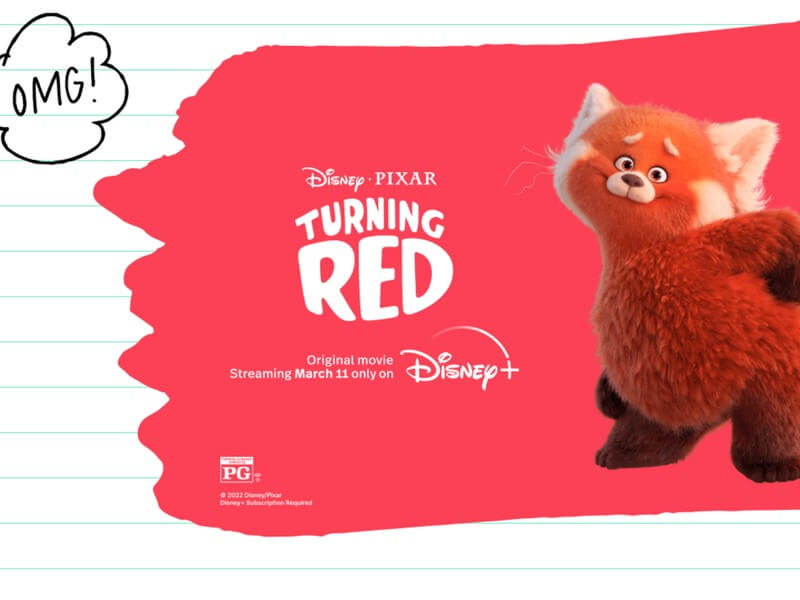 OMG!
Disney · PIXAR
TURNING
RED
Original movie
Streaming March 11 only on
Disney+
PG
© 2022 Disney/Pixar
Disney+ Subscription Required